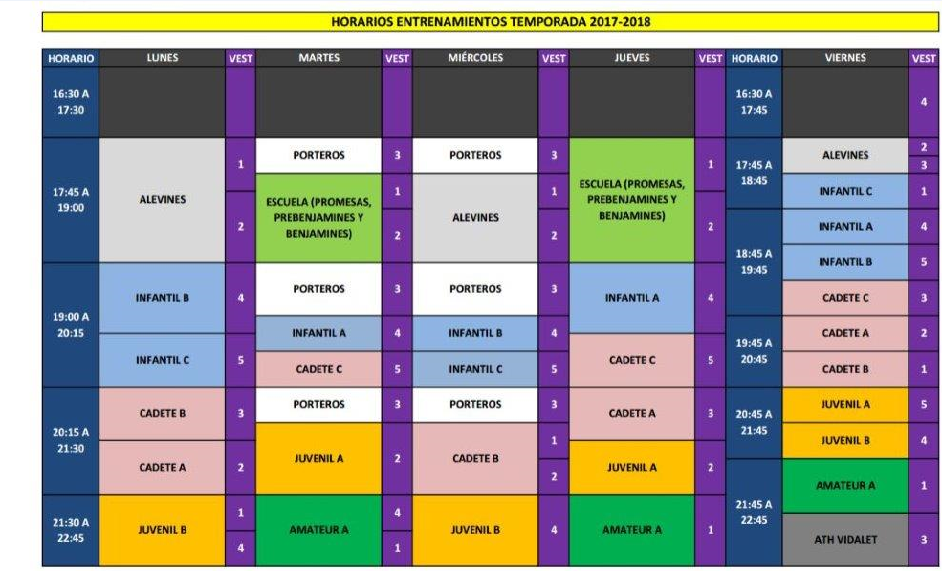 HORARIOS ENTRENAMIENTOS TEMPORADA 2017-2018
HORARIO LUNES VEST MARTES VEST MIÉRCOLES VEST JUEVES VEST HORARIO VIERNES VEST
16:30 A
17:30
16:30 A
17:45
4
17:45 A
19:00
ALEVINES
1
2
PORTEROS
3
ESCUELA (PROMESAS,
PREBENJAMINES Y
BENJAMINES)
1
2
PORTEROS
3
ALEVINES
1
2
ESCUELA (PROMESAS,
PREBENJAMINES Y
BENJAMINES)
1
2
17:45 A
18:45
ALEVINES
2
3
INFANTIL C
1
18:45 A
19:45
INFANTIL A
4
INFANTIL B
5
CADETE C
3
19:00 A
20:15
INFANTIL B
4
INFANTIL C
5
PORTEROS
3
INFANTIL A
4
CADETE C
5
PORTEROS
3
INFANTIL B
4
INFANTIL C
5
INFANTIL A
4
CADETE C
5
19:45 A
20:45
CADETE A
2
CADETE B
1
20:15 A
21:30
CADETE B
3
CADETE A
2
PORTEROS
3
JUVENIL A
2
PORTEROS
3
CADETE B
1
2
CADETE A
3
JUVENIL A
2
20:45 A
21:45
JUVENIL A
5
JUVENIL B
4
21:30 A
22:45
JUVENIL B
1
4
AMATEUR A
4
1
JUVENIL B
4
AMATEUR A
1
21:45 A
22:45
AMATEUR A
1
ATH VIDALET
3